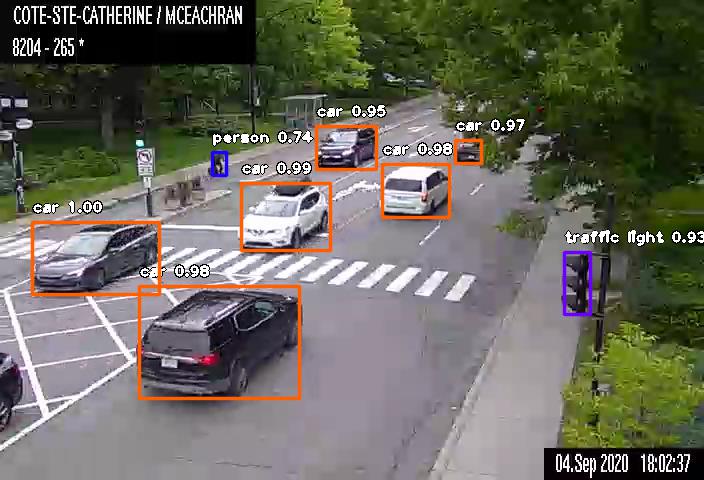 COTE-STE-CATHERINE / MCEACHRAN
8204 - 265 *
car 0.95
car 0.97
person 0.74
car 0.98
car 0.99
car 1.00
traffic light 0.93
car 0.98
04.Sep 2020 18:02:37